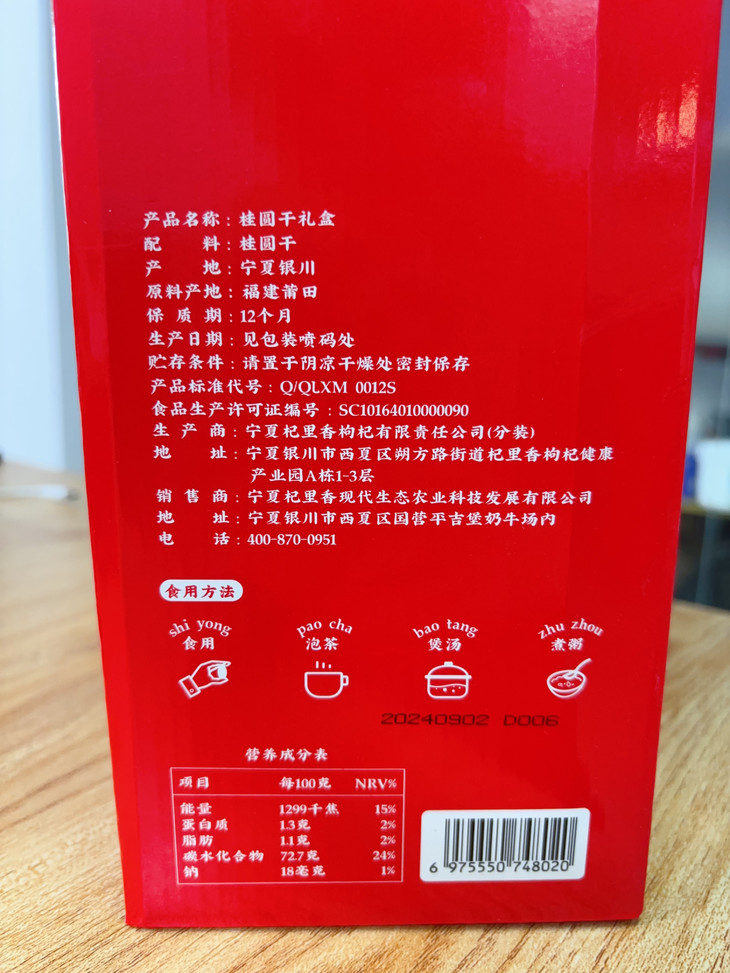 产品名称：桂圆干礼盒
配 料：桂圆干
产 地：宁夏银川
原料产地：福建莆田
保 质 期：12个月
生产日期：见包装喷码处
贮存条件：请置于阴凉干燥处密封保存
产品标准代号：Q/QLXM 0012S
食品生产许可证编号：SC10164010000090
生 产 商：宁夏杞里香枸杞有限责任公司(分装)
地 址：宁夏银川市西夏区朔方路街道杞里香枸杞健康
产业园A栋1-3层
销 售 商：宁夏杞里香现代生态农业科技发展有限公司
地 址：宁夏银川市西夏区国营平吉堡奶牛场内
电 话：400-870-0951
食用方法
shi yong pao cha bao tang zhu zhou
食用 泡茶 煲汤 煮粥
20240902 D006
营养成分表
项目 每100克 NRV%
能量 1299千焦 15%
蛋白质 1.3克 2%
脂肪 1.1克 2%
碳水化合物 72.7克 24%
钠 18毫克 1%
6 975550 748020